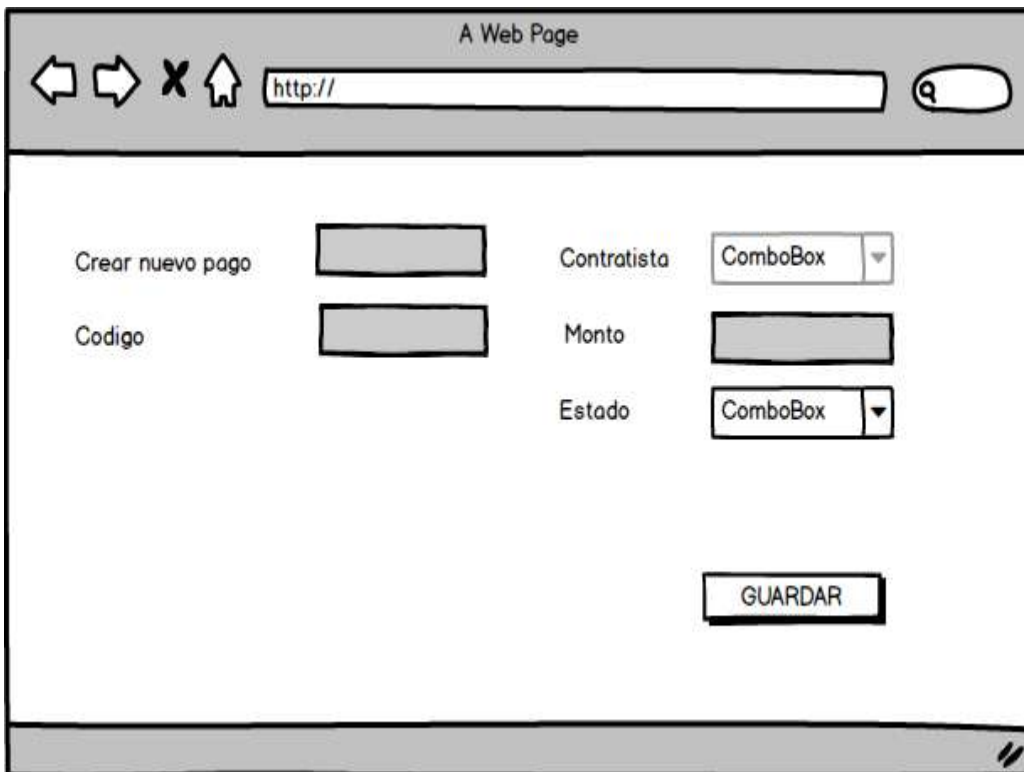 A Web Page
http://
Crear nuevo pago
Contratista
ComboBox
Codigo
Monto
Estado
ComboBox
GUARDAR